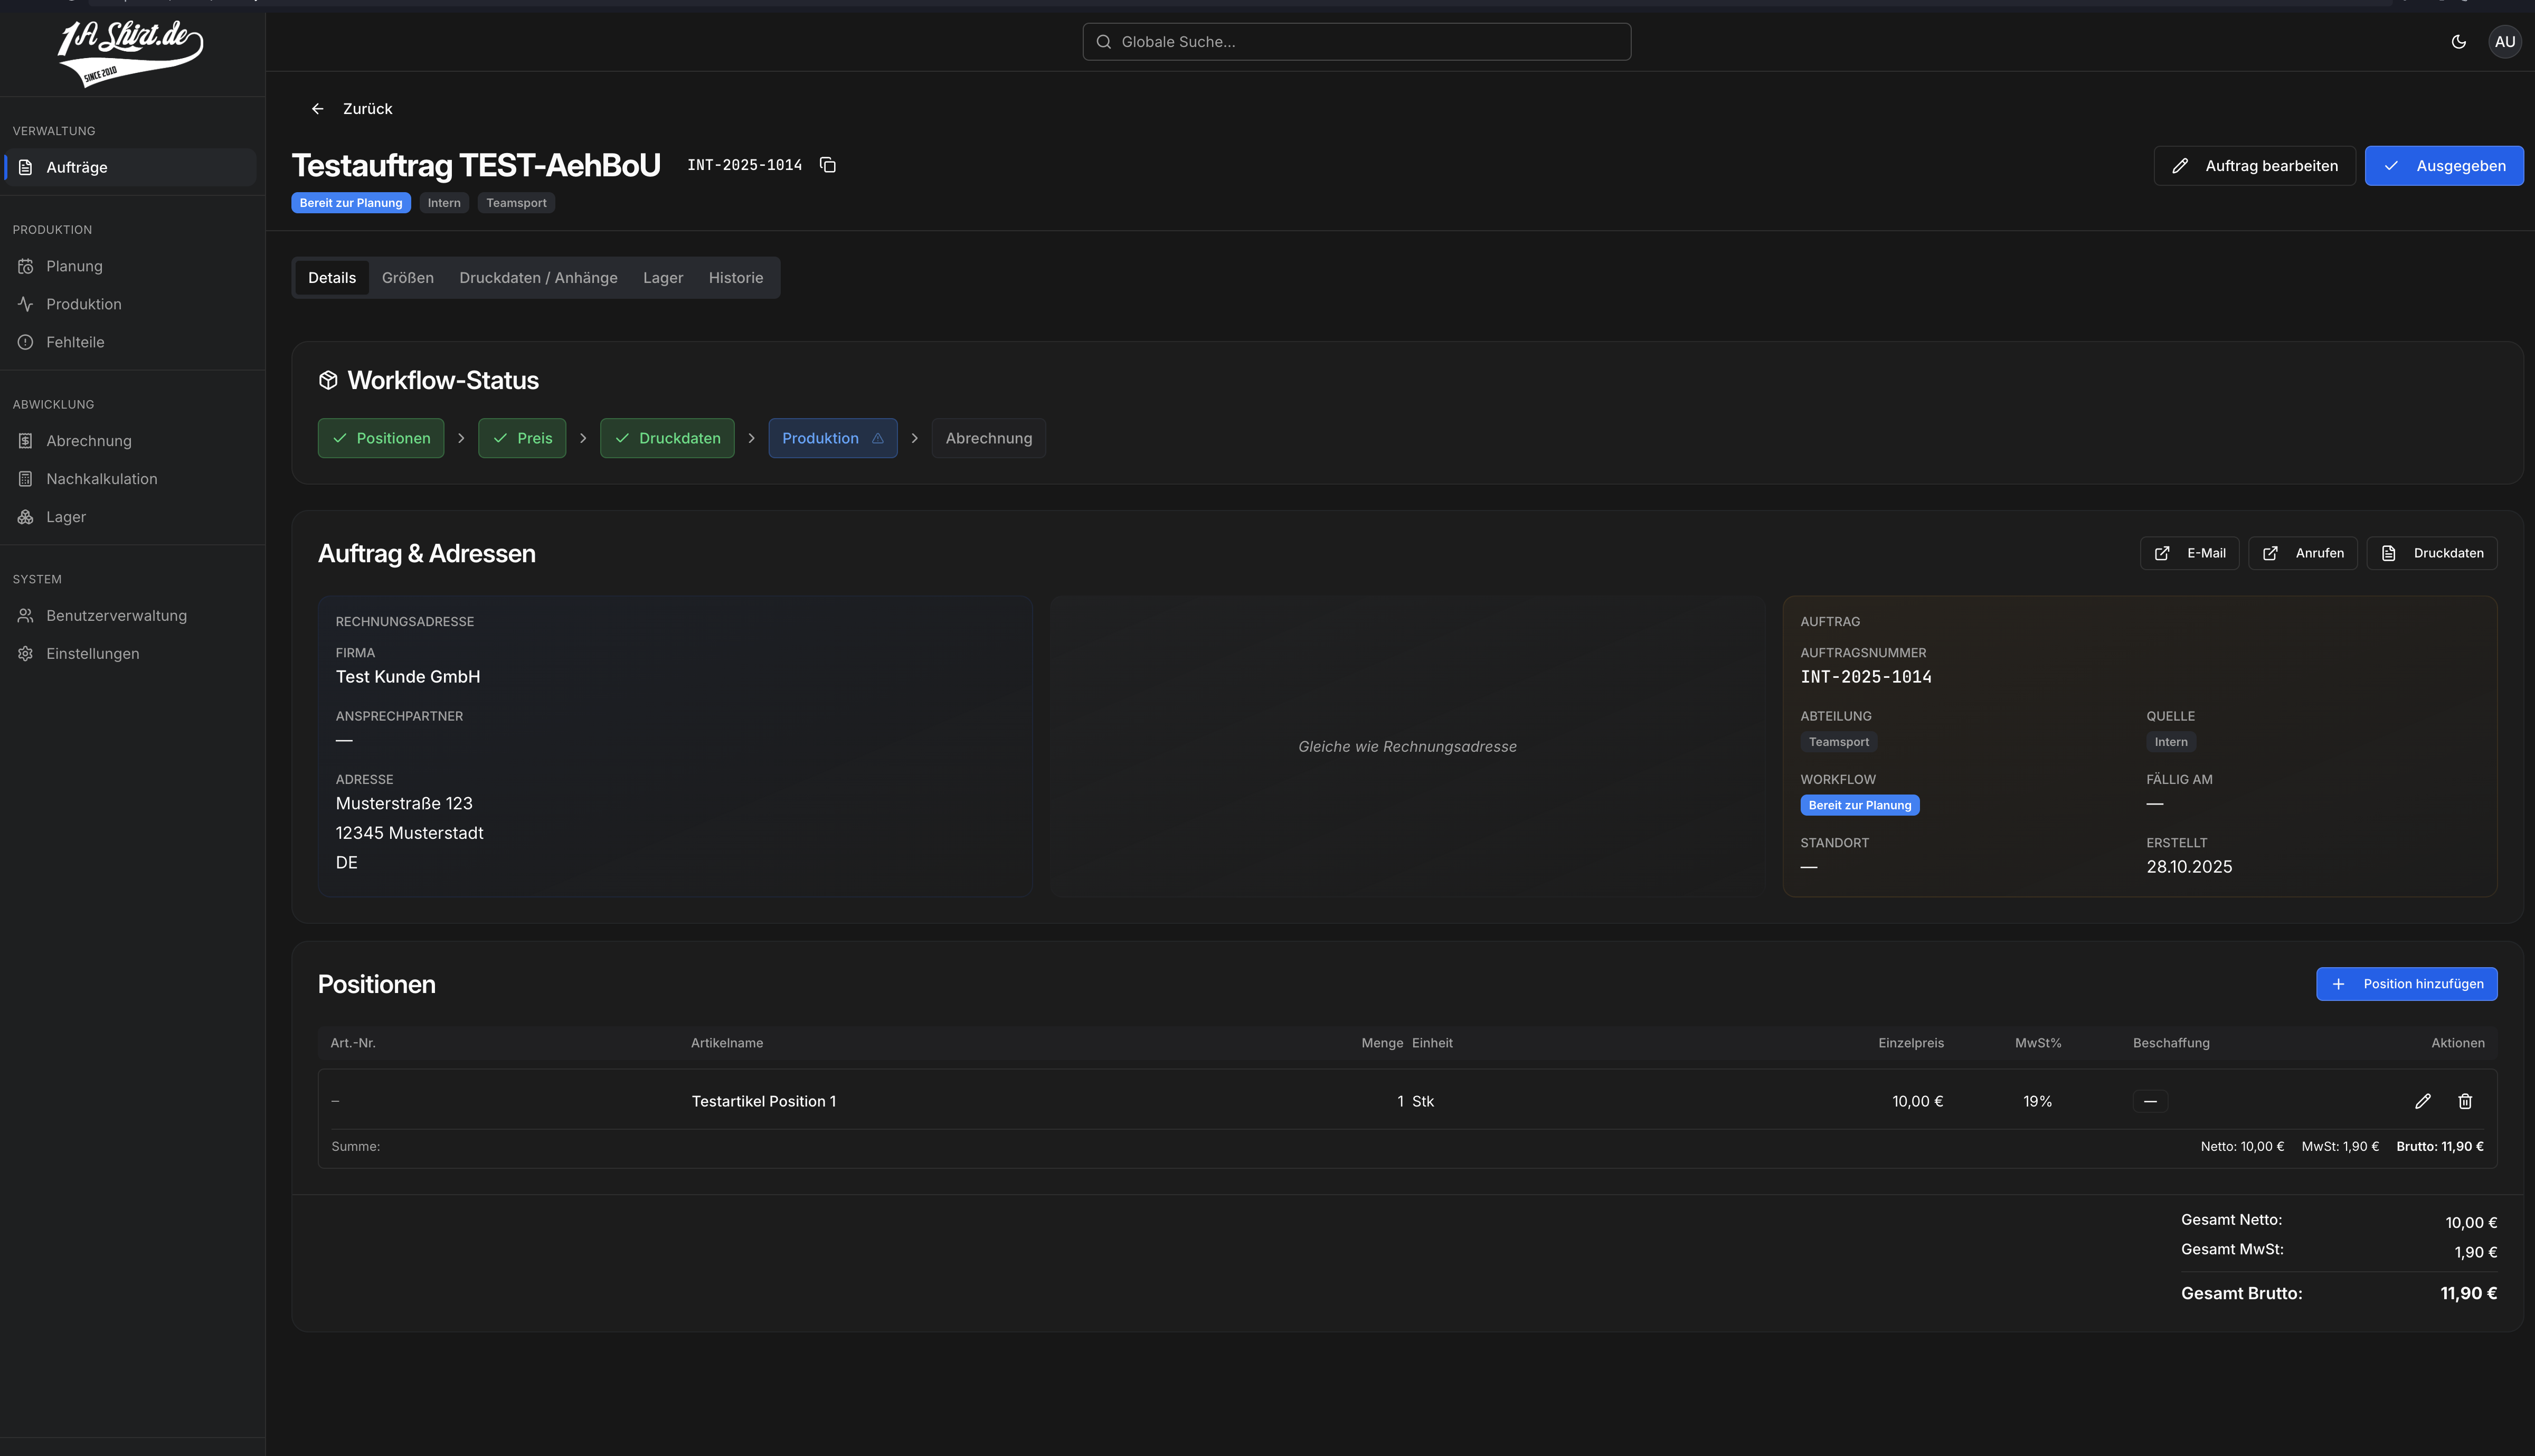 1A Shirt.de
SINCE 2010
Globale Suche...
AU
VERWALTUNG
Aufträge
PRODUKTION
Planung
Produktion
Fehlteile
ABWICKLUNG
Abrechnung
Nachkalkulation
Lager
SYSTEM
Benutzerverwaltung
Einstellungen
Zurück
Testauftrag TEST-AehBoU INT-2025-1014
Auftrag bearbeiten Ausgegeben
Bereit zur Planung Intern Teamsport
Details Größen Druckdaten / Anhänge Lager Historie
Workflow-Status
Positionen Preis Druckdaten Produktion Abrechnung
Auftrag & Adressen
E-Mail Anrufen Druckdaten
RECHNUNGSADRESSE
FIRMA
Test Kunde GmbH
ANSPRECHPARTNER
—
ADRESSE
Musterstraße 123
12345 Musterstadt
DE
Gleiche wie Rechnungsadresse
AUFTRAG
AUFTRAGSNUMMER
INT-2025-1014
ABTEILUNG QUELLE
Teamsport Intern
WORKFLOW FÄLLIG AM
Bereit zur Planung —
STANDORT ERSTELLT
— 28.10.2025
Positionen
Position hinzufügen
Art.-Nr. Artikelname Menge Einheit Einzelpreis MwSt% Beschaffung Aktionen
– Testartikel Position 1 1 Stk 10,00 € 19% —
Summe: Netto: 10,00 € MwSt: 1,90 € Brutto: 11,90 €
Gesamt Netto: 10,00 €
Gesamt MwSt: 1,90 €
Gesamt Brutto: 11,90 €